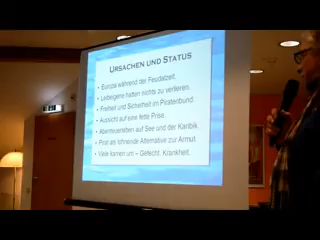 URSACHEN UND STATUS
• Europa während der Feudalzeit.
• Leibeigene hatten nichts zu verlieren.
• Freiheit und Sicherheit im Piratenbund.
• Aussicht auf eine fette Prise.
• Abenteuerleben auf See und der Karibik.
• Pirat als lohnende Alternative zur Armut.
• Viele kamen um – Gefecht, Krankheit.